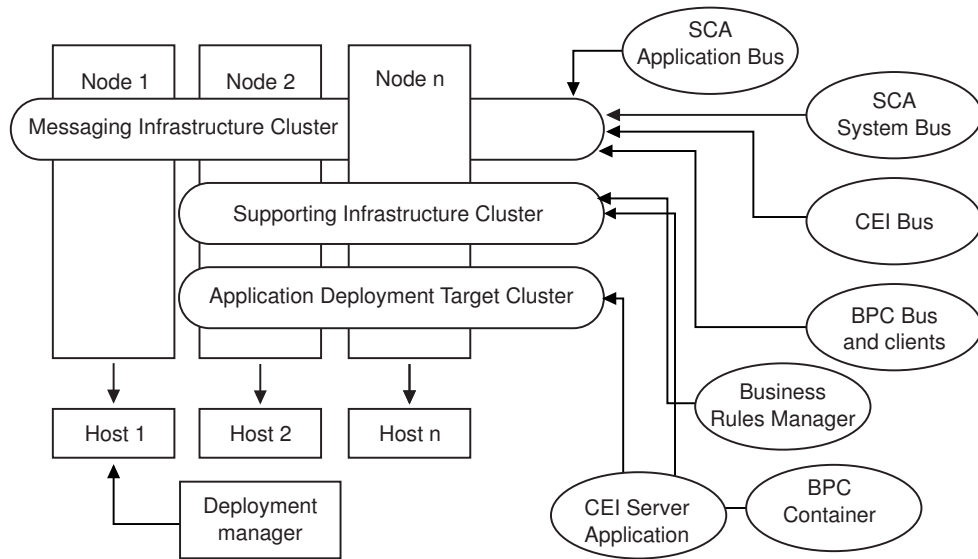 SCA
Application Bus
Node 1
Node 2
Node n
SCA
System Bus
Messaging Infrastructure Cluster
Supporting Infrastructure Cluster
CEI Bus
Application Deployment Target Cluster
BPC Bus
and clients
Business
Rules Manager
Host 1
Host 2
Host n
Deployment
manager
CEI Server
Application
BPC
Container